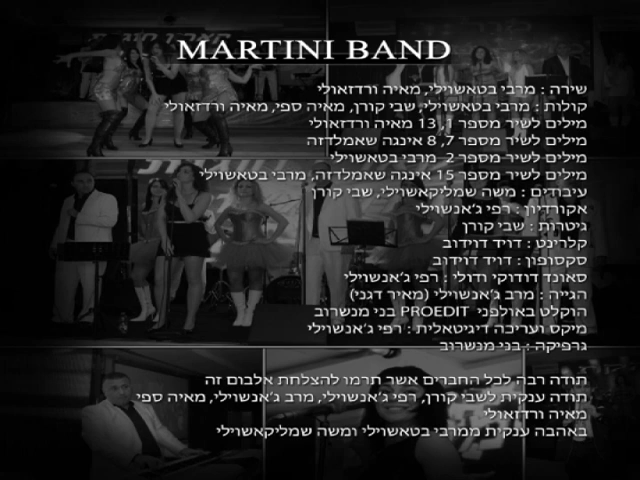 MARTINI BAND
שירה : מרבי בטאשוילי, מאיה ורדזאולי
קולות : מרבי בטאשוילי, שבי קורן, מאיה ספי, מאיה ורדזאולי
מילים לשיר מספר 1, 13 מאיה ורדזאולי
מילים לשיר מספר 7, 8 אינגה שאמלדזה
מילים לשיר מספר 2 מרבי בטאשוילי
מילים לשיר מספר 15 אינגה שאמלדזה, מרבי בטאשוילי
עיבודים : משה שמליקאשוילי, שבי קורן
אקורדיון : רפי ג'אנשוילי
גיטרות : שבי קורן
קלרינט : דויד דוידוב
סקסופון : דויד דוידוב
סאונד דודוקי ודולי : רפי ג'אנשוילי
הגייה : מרב ג'אנשוילי (מאיר דגני)
הוקלט באולפני PROEDIT בני מנשרוב
מיקס ועריכה דיגיטאלית : רפי ג'אנשוילי
גרפיקה : בני מנשרוב
תודה רבה לכל החברים אשר תרמו להצלחת אלבום זה
תודה ענקית לשבי קורן, רפי ג'אנשוילי, מרב ג'אנשוילי, מאיה ספי
מאיה ורדזאולי
באהבה ענקית ממרבי בטאשוילי ומשה שמליקאשוילי